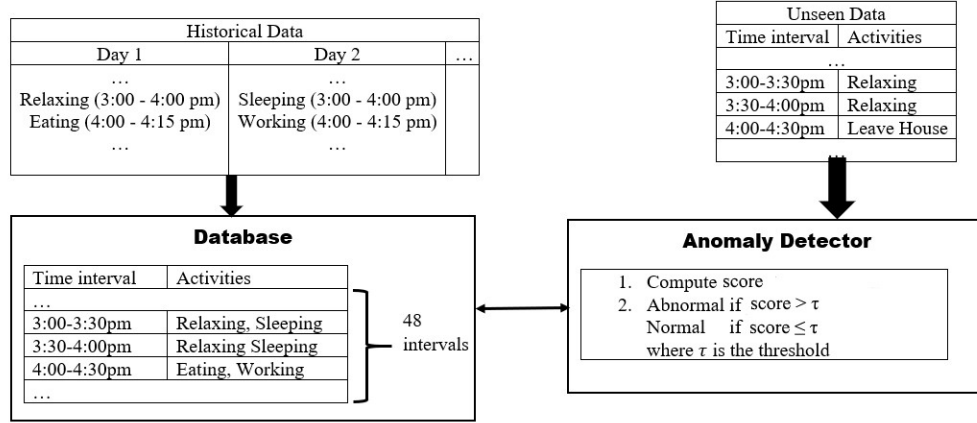 Historical Data
Day 1 Day 2 …
… …
Relaxing (3:00 - 4:00 pm) Sleeping (3:00 - 4:00 pm)
Eating (4:00 - 4:15 pm) Working (4:00 - 4:15 pm)
… …
Unseen Data
Time interval Activities
…
3:00-3:30pm Relaxing
3:30-4:00pm Relaxing
4:00-4:30pm Leave House
…
Database
Time interval Activities
…
3:00-3:30pm Relaxing, Sleeping
3:30-4:00pm Relaxing Sleeping
4:00-4:30pm Eating, Working
…
48
intervals
Anomaly Detector
1. Compute score
2. Abnormal if score > τ
Normal if score ≤ τ
where τ is the threshold